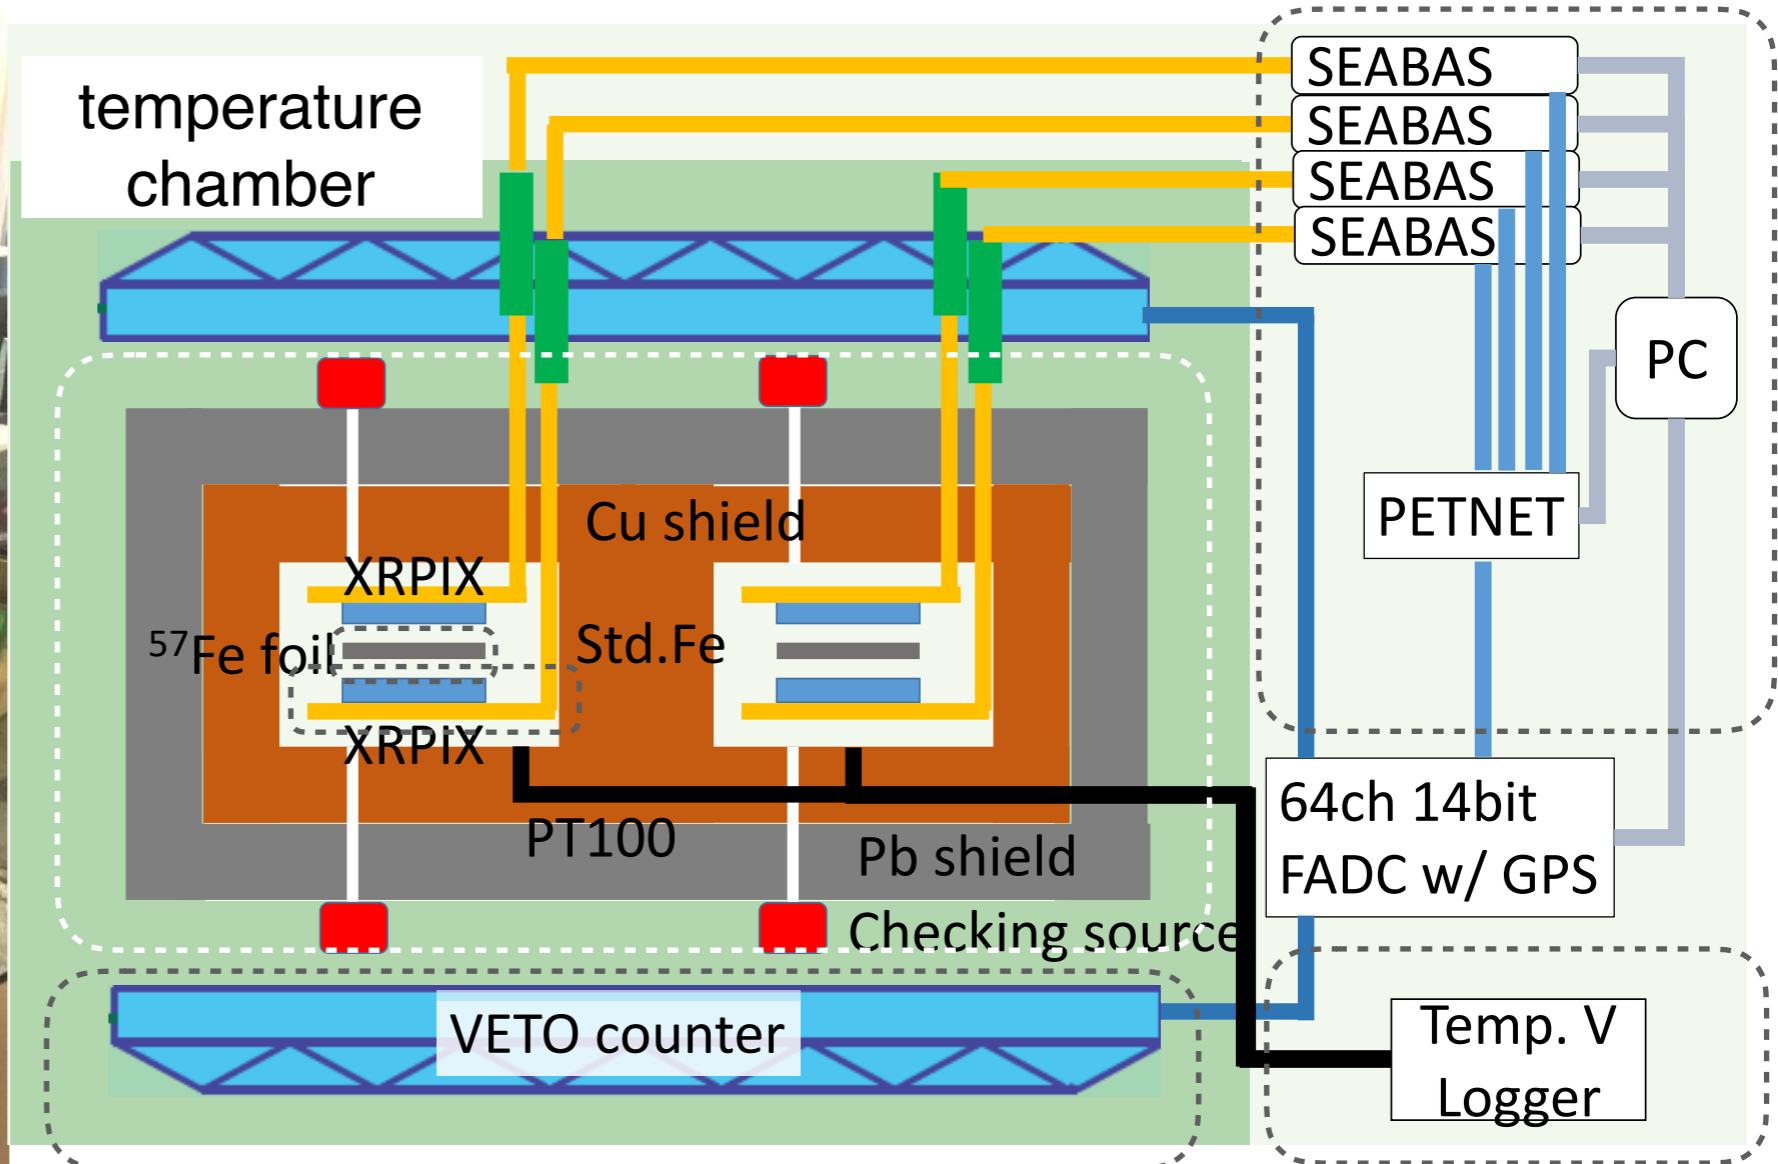 temperature
chamber
SEABAS
SEABAS
SEABAS
SEABAS
PC
PETNET
Cu shield
XRPIX
⁵⁷Fe foil
Std.Fe
XRPIX
PT100
Pb shield
Checking source
64ch 14bit
FADC w/ GPS
VETO counter
Temp. V
Logger